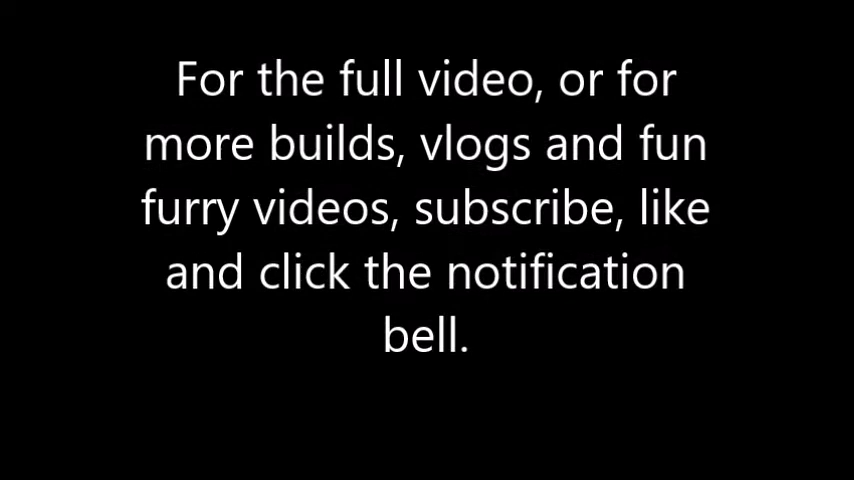 For the full video, or for
more builds, vlogs and fun
furry videos, subscribe, like
and click the notification
bell.